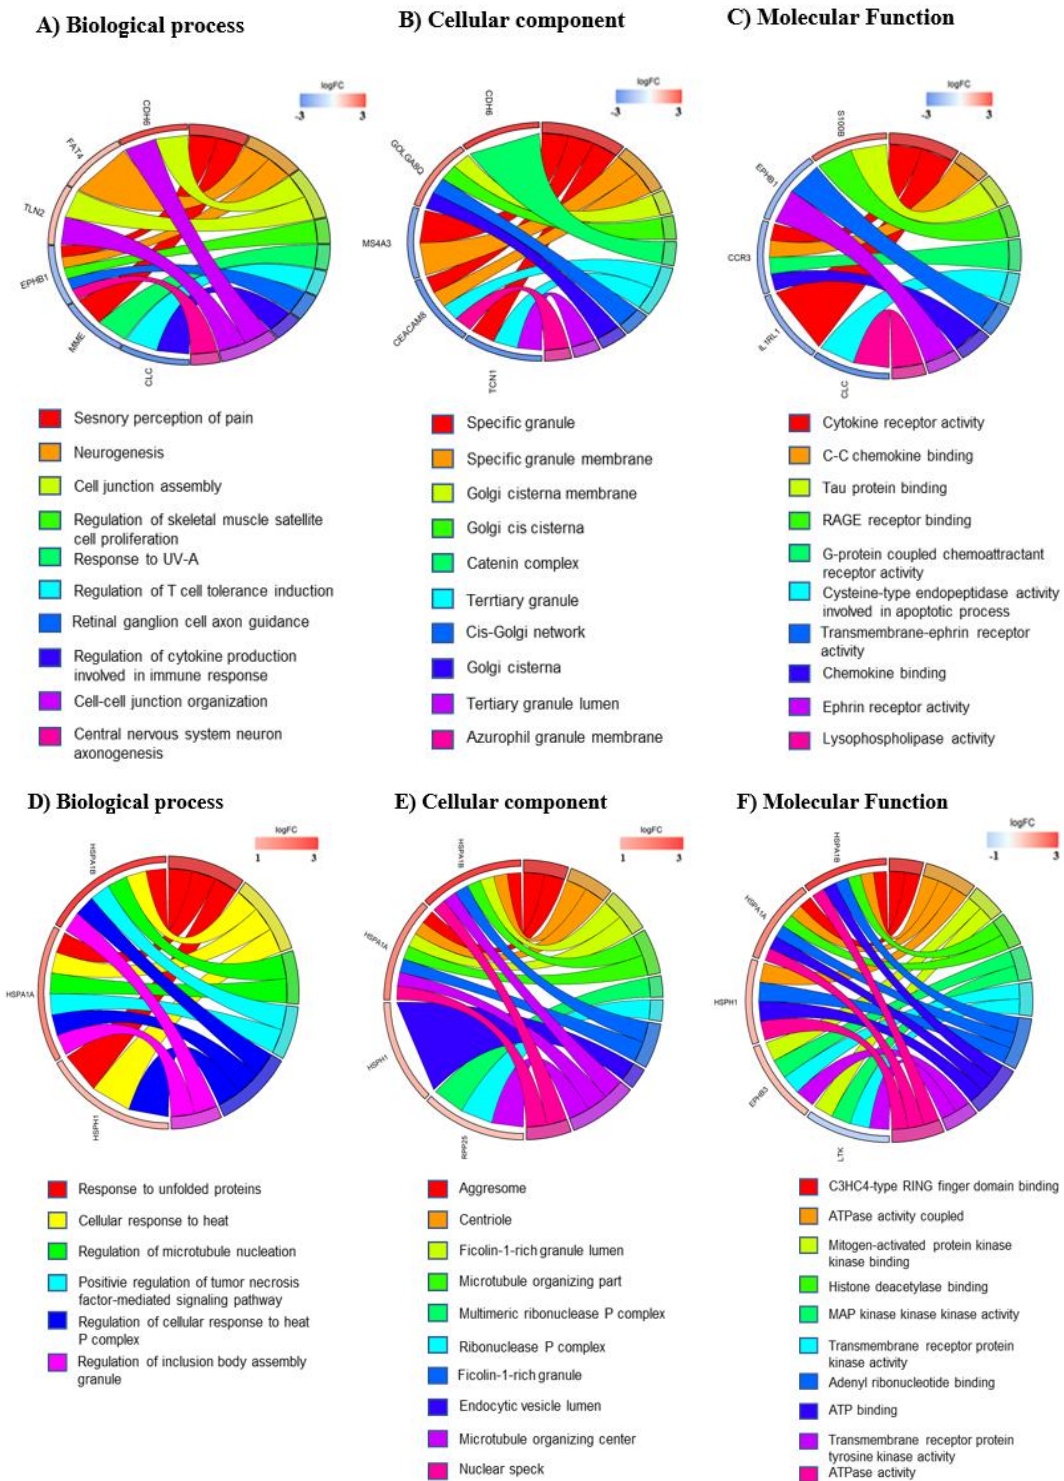 A) Biological process
B) Cellular component
C) Molecular Function
logFC
-3
3
CDH6
FAT4
TLN2
EPHB1
MME
CLC
logFC
-3
3
CDH6
GOLGA8Q
MS4A3
CEACAM8
TCN1
logFC
-3
3
S100B
EPHB1
CCR3
IL1RL1
CLC
Sesnory perception of pain
Neurogenesis
Cell junction assembly
Regulation of skeletal muscle satellite
cell proliferation
Response to UV-A
Regulation of T cell tolerance induction
Retinal ganglion cell axon guidance
Regulation of cytokine production
involved in immune response
Cell-cell junction organization
Central nervous system neuron
axonogenesis
Specific granule
Specific granule membrane
Golgi cisterna membrane
Golgi cis cisterna
Catenin complex
Terrtiary granule
Cis-Golgi network
Golgi cisterna
Tertiary granule lumen
Azurophil granule membrane
Cytokine receptor activity
C-C chemokine binding
Tau protein binding
RAGE receptor binding
G-protein coupled chemoattractant
receptor activity
Cysteine-type endopeptidase activity
involved in apoptotic process
Transmembrane-ephrin receptor
activity
Chemokine binding
Ephrin receptor activity
Lysophospholipase activity
D) Biological process
E) Cellular component
F) Molecular Function
logFC
1
3
HSPA1B
HSPA1A
HSPH1
logFC
1
3
HSPA1B
HSPA1A
HSPH1
RPP25
logFC
-1
3
HSPA1B
HSPA1A
HSPH1
EPHB3
LTK
Response to unfolded proteins
Cellular response to heat
Regulation of microtubule nucleation
Positivie regulation of tumor necrosis
factor-mediated signaling pathway
Regulation of cellular response to heat
P complex
Regulation of inclusion body assembly
granule
Aggresome
Centriole
Ficolin-1-rich granule lumen
Microtubule organizing part
Multimeric ribonuclease P complex
Ribonuclease P complex
Ficolin-1-rich granule
Endocytic vesicle lumen
Microtubule organizing center
Nuclear speck
C3HC4-type RING finger domain binding
ATPase activity coupled
Mitogen-activated protein kinase
kinase binding
Histone deacetylase binding
MAP kinase kinase kinase activity
Transmembrane receptor protein
kinase activity
Adenyl ribonucleotide binding
ATP binding
Transmembrane receptor protein
tyrosine kinase activity
ATPase activity